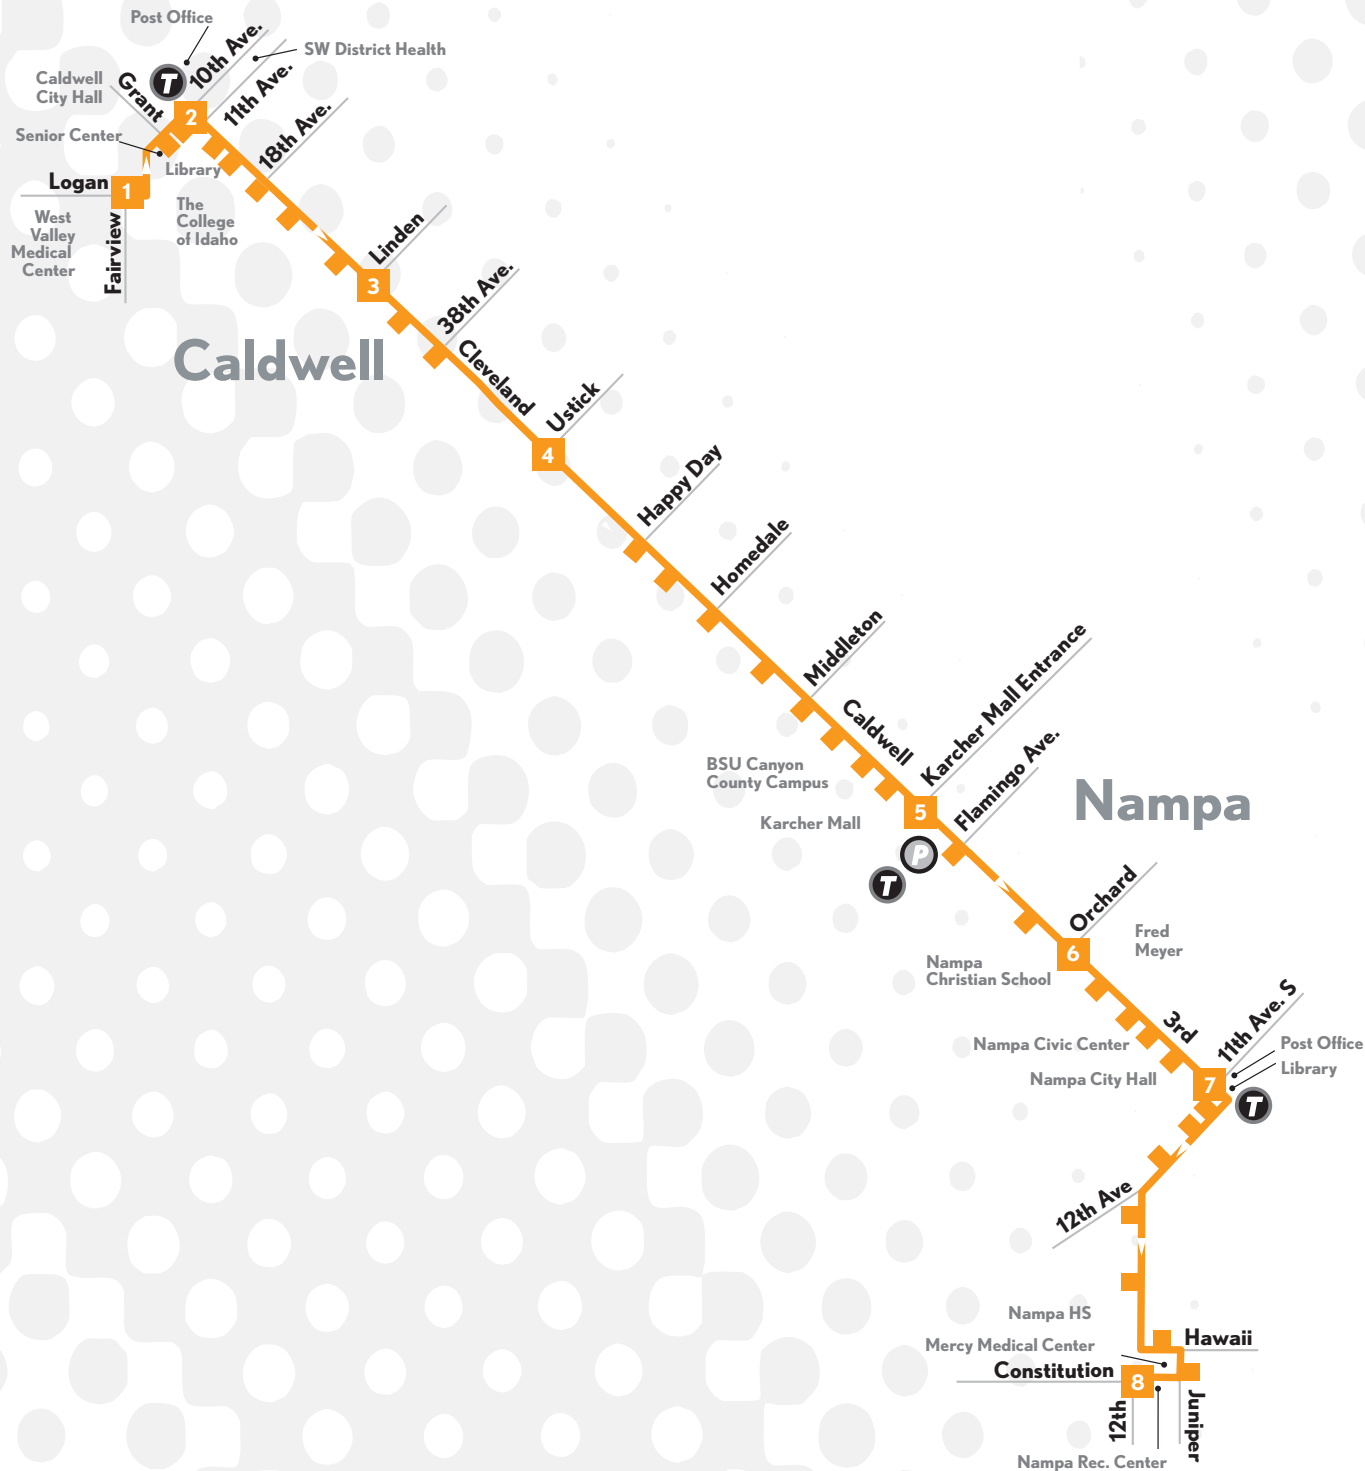 Post Office
10th Ave.
SW District Health
T
Caldwell
City Hall
Grant
11th Ave.
2
18th Ave.
Senior Center
Library
Logan
1
The
College
of Idaho
West
Valley
Medical
Center
Fairview
Linden
3
38th Ave.
Caldwell
Cleveland
Ustick
4
Happy Day
Homedale
Middleton
Karcher Mall Entrance
Caldwell
BSU Canyon
County Campus
Flamingo Ave.
Nampa
5
Karcher Mall
P
T
Orchard
6
Fred
Meyer
Nampa
Christian School
11th Ave. S
3rd
Nampa Civic Center
Post Office
Library
Nampa City Hall
7
T
12th Ave
Nampa HS
Hawaii
Mercy Medical Center
Constitution
8
12th
Juniper
Nampa Rec. Center